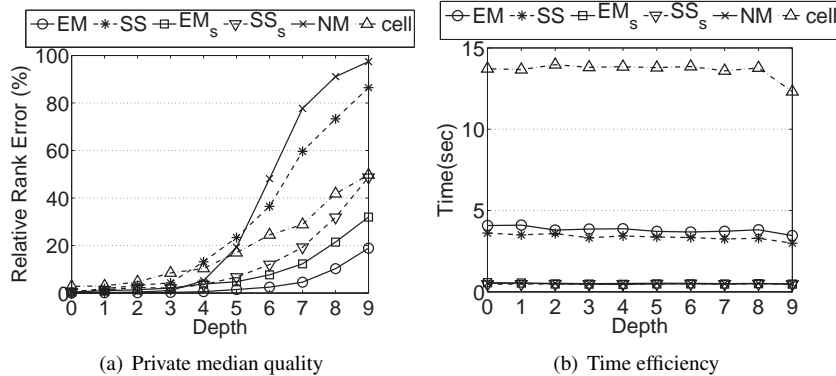 EM SS EMs SSs NM cell
Relative Rank Error (%)
100
80
60
40
20
0
0 1 2 3 4 5 6 7 8 9
Depth
(a) Private median quality
EM SS EMs SSs NM cell
Time(sec)
15
10
5
0
0 1 2 3 4 5 6 7 8 9
Depth
(b) Time efficiency